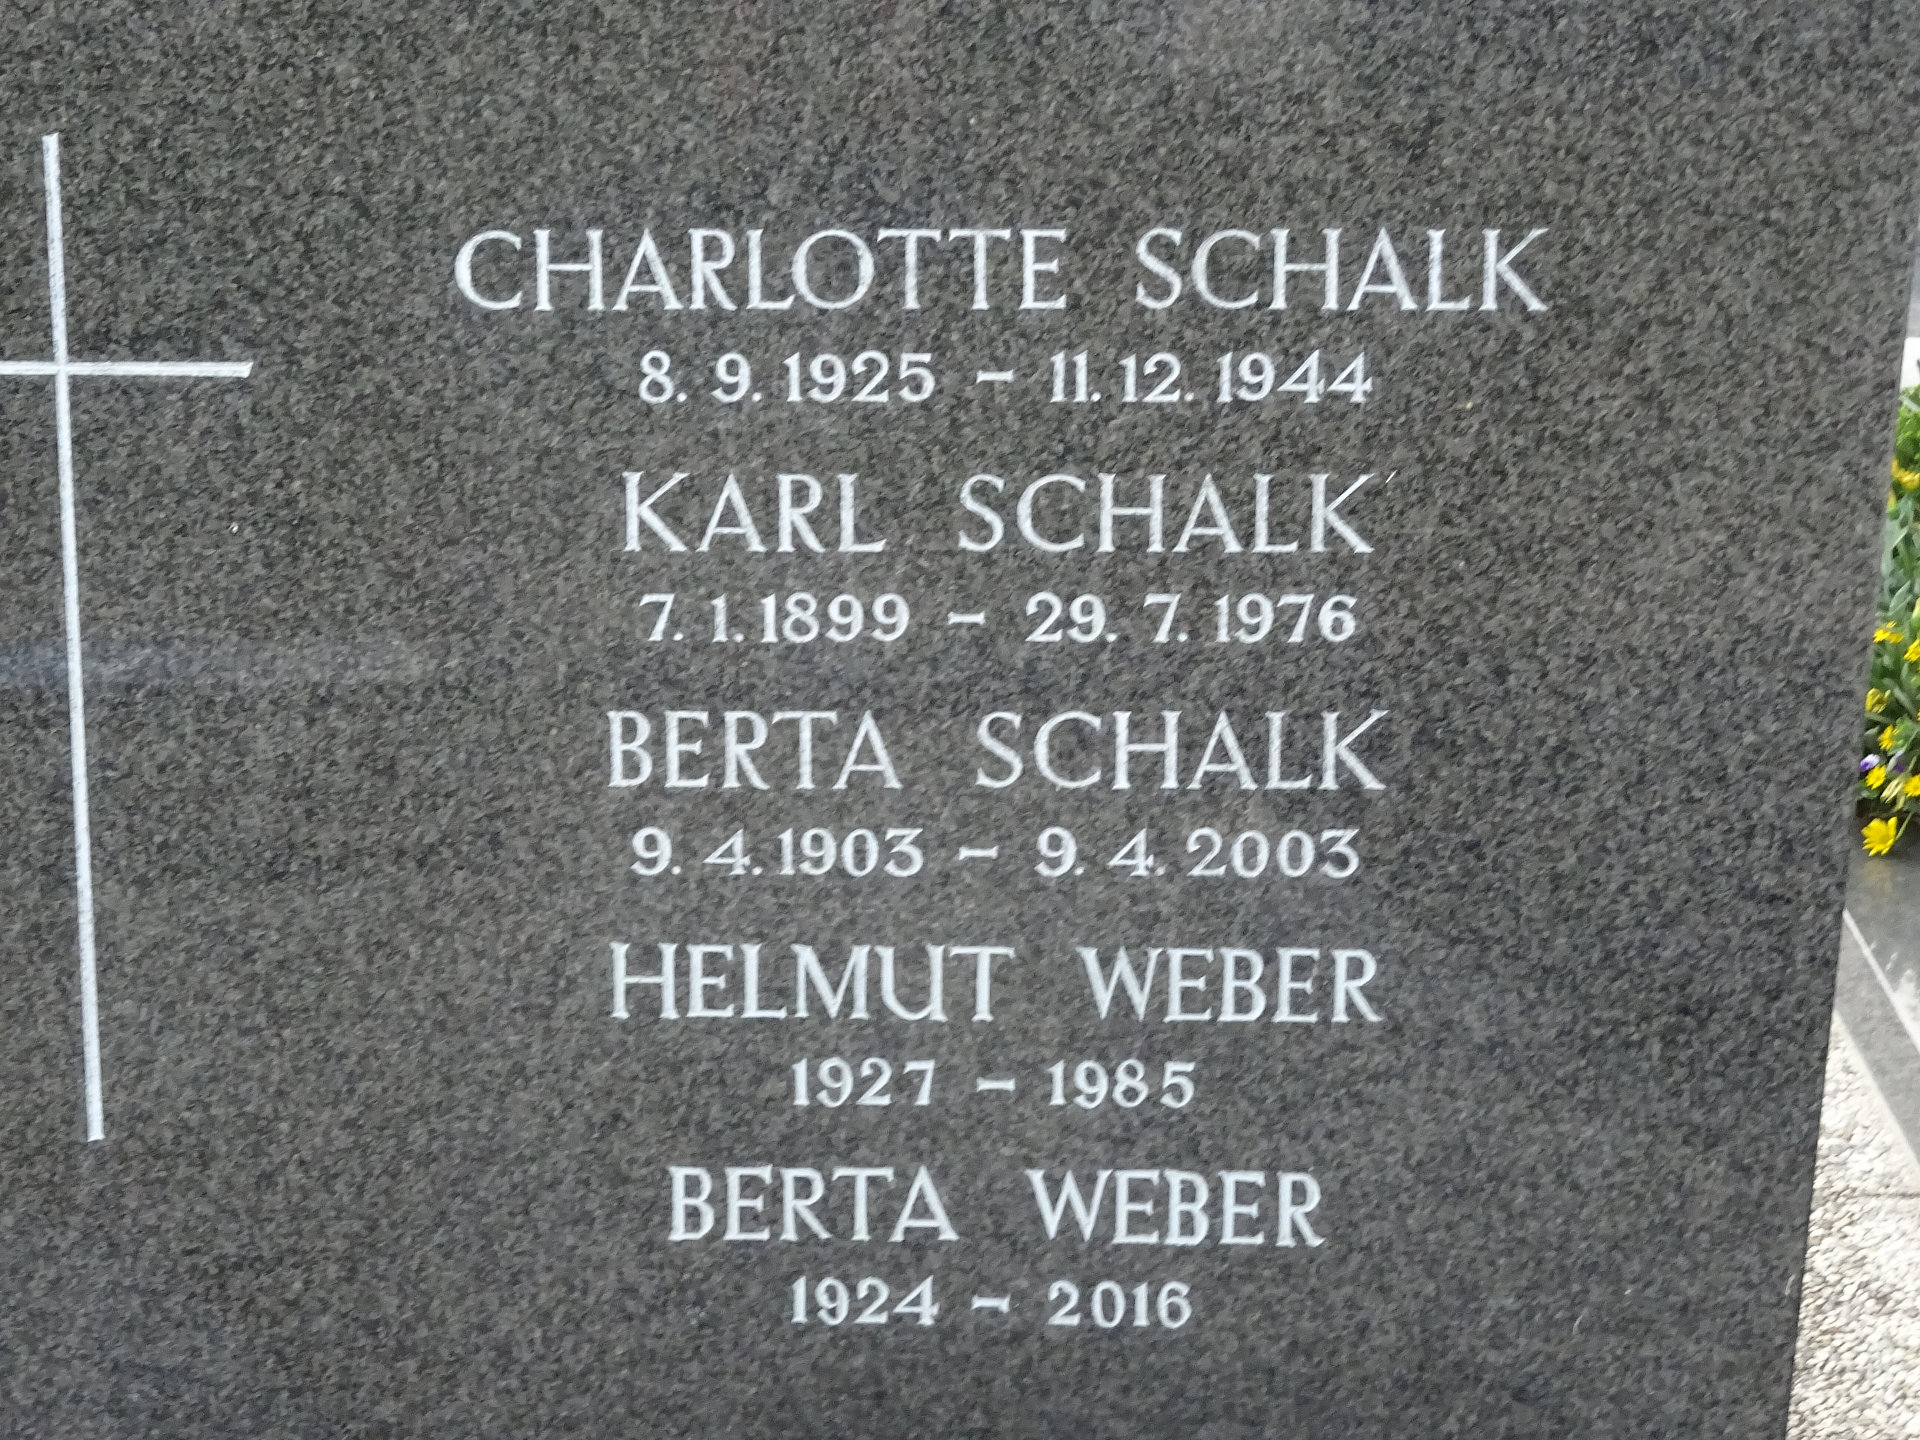 CHARLOTTE SCHALK
8. 9. 1925 - 11. 12. 1944
KARL SCHALK
7. 1. 1899 - 29. 7. 1976
BERTA SCHALK
9. 4. 1903 - 9. 4. 2003
HELMUT WEBER
1927 - 1985
BERTA WEBER
1924 - 2016